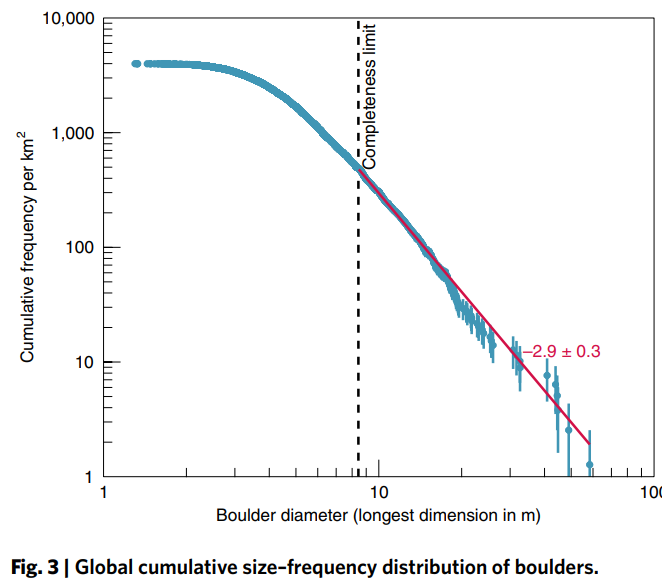 10,000
1,000
100
10
1
Cumulative frequency per km²
Completeness limit
−2.9 ± 0.3
1
10
Boulder diameter (longest dimension in m)
Fig. 3 | Global cumulative size–frequency distribution of boulders.